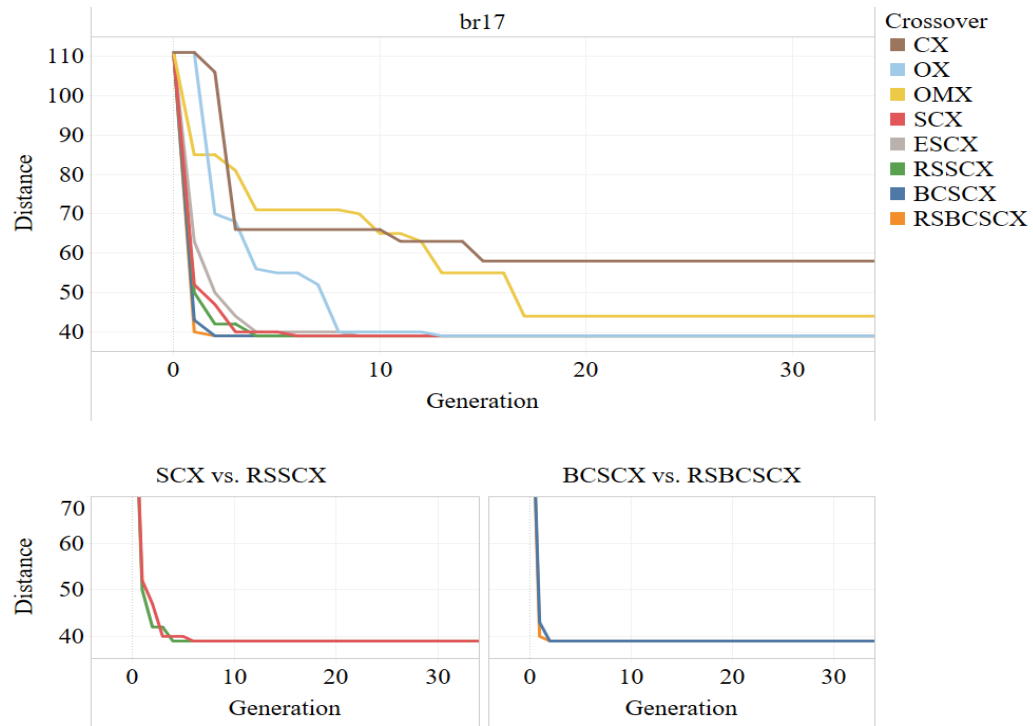 br17
Crossover
CX
OX
OMX
SCX
ESCX
RSSCX
BCSCX
RSBCSCX
Distance
110
100
90
80
70
60
50
40
0 10 20 30
Generation
SCX vs. RSSCX
Distance
70
60
50
40
0 10 20 30
Generation
BCSCX vs. RSBCSCX
0 10 20 30
Generation